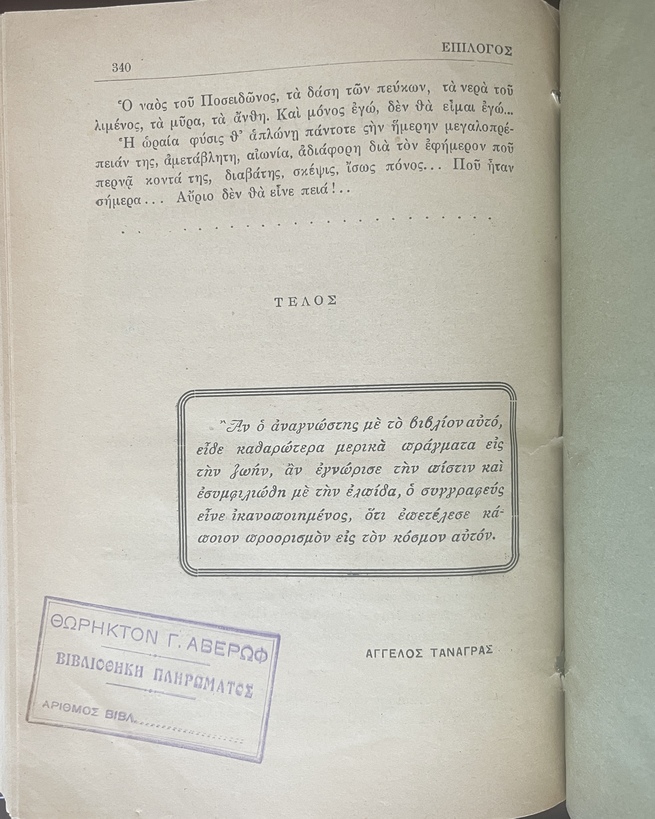 340
ΕΠΙΛΟΓΟΣ
Ὁ ναὸς τοῦ Ποσειδῶνος, τὰ δάση τῶν πεύκων, τὰ νερὰ τοῦ
λιμένος, τὰ μῦρα, τὰ ἄνθη. Καὶ μόνος ἐγώ, δὲν θὰ εἶμαι ἐγώ...
Ἡ ὡραία φύσις θ’ ἁπλώνῃ πάντοτε σὴν ἥμερην μεγαλοπρέ-
πειάν της, ἀμετάβλητη, αἰωνία, ἀδιάφορη διὰ τὸν ἐφήμερον ποῦ
περνᾷ κοντά της, διαβάτης, σκέψις, ἴσως πόνος... Ποῦ ἦταν
σήμερα... Αὔριο δὲν θὰ εἶνε πειά!..
ΤΕΛΟΣ
Ἂν ὁ ἀναγνώστης μὲ τὸ βιβλίον αὐτό,
εἶδε καθαρώτερα μερικὰ πράγματα εἰς
τὴν ζωήν, ἂν ἐγνώρισε τὴν πίστιν καὶ
ἐσυμφιλιώθη μὲ τὴν ἐλπίδα, ὁ συγγραφεύς
εἶνε ἱκανοποιημένος, ὅτι ἐπετέλεσε κά-
ποιον προορισμὸν εἰς τὸν κόσμον αὐτόν.
ΑΓΓΕΛΟΣ ΤΑΝΑΓΡΑΣ
ΘΩΡΗΚΤΟΝ Γ. ΑΒΕΡΩΦ
ΒΙΒΛΙΟΘΗΚΗ ΠΛΗΡΩΜΑΤΟΣ
ΑΡΙΘΜΟΣ ΒΙΒΛ.